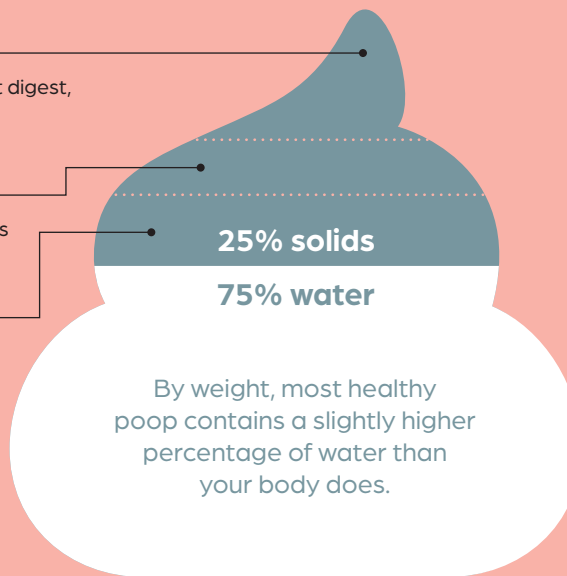 t digest,
s
25% solids
75% water
By weight, most healthy
poop contains a slightly higher
percentage of water than
your body does.